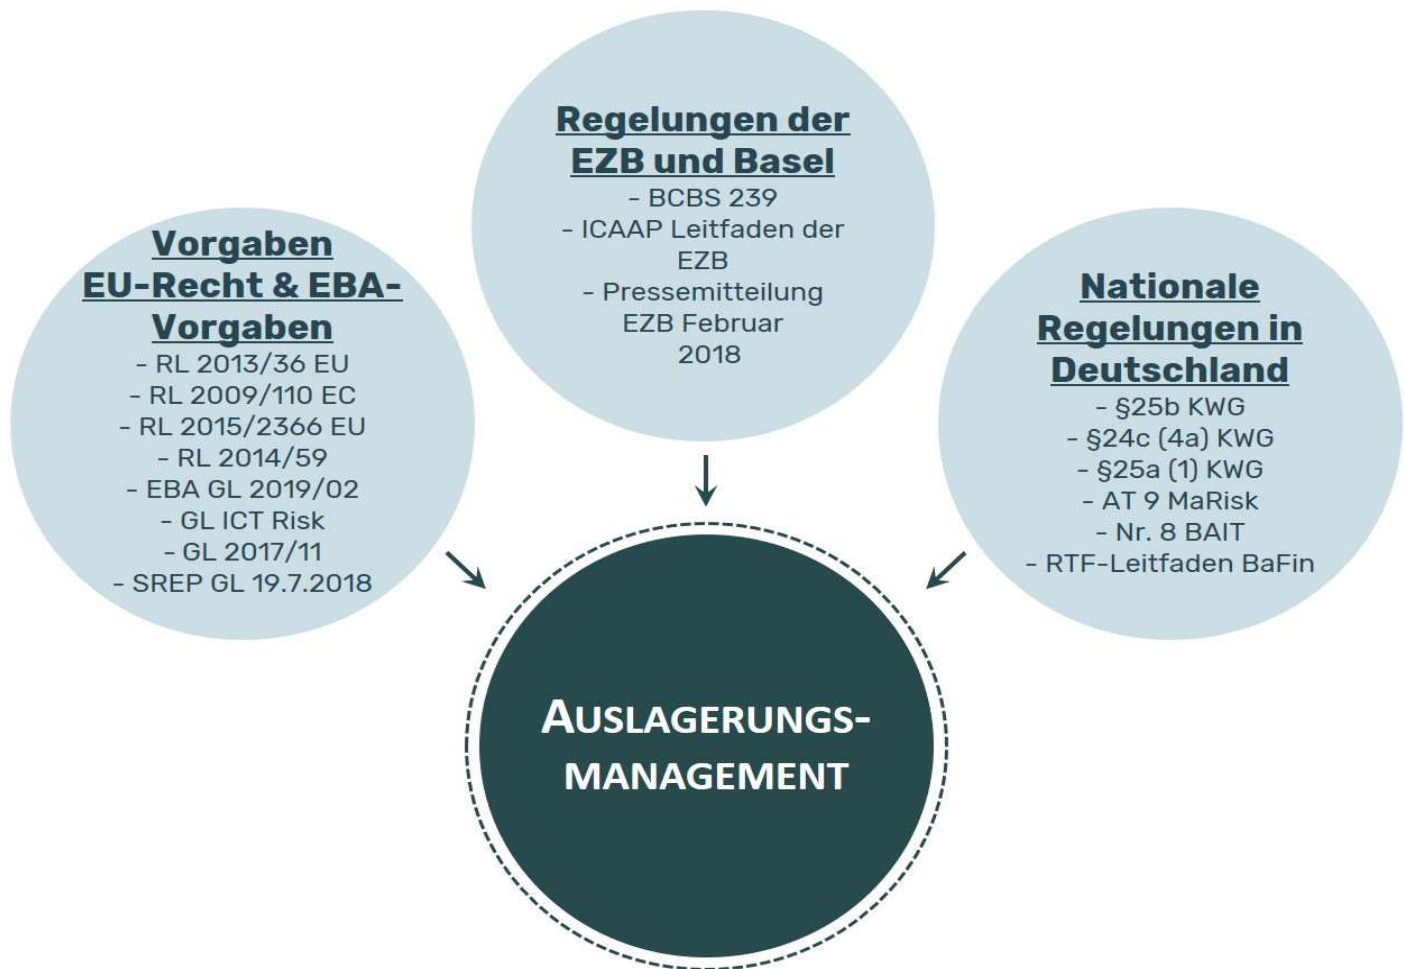 Regelungen der
EZB und Basel
- BCBS 239
- ICAAP Leitfaden der
EZB
- Pressemitteilung
EZB Februar
2018
Vorgaben
EU-Recht & EBA-
Vorgaben
- RL 2013/36 EU
- RL 2009/110 EC
- RL 2015/2366 EU
- RL 2014/59
- EBA GL 2019/02
- GL ICT Risk
- GL 2017/11
- SREP GL 19.7.2018
Nationale
Regelungen in
Deutschland
- §25b KWG
- §24c (4a) KWG
- §25a (1) KWG
- AT 9 MaRisk
- Nr. 8 BAIT
- RTF-Leitfaden BaFin
AUSLAGERUNGS-
MANAGEMENT